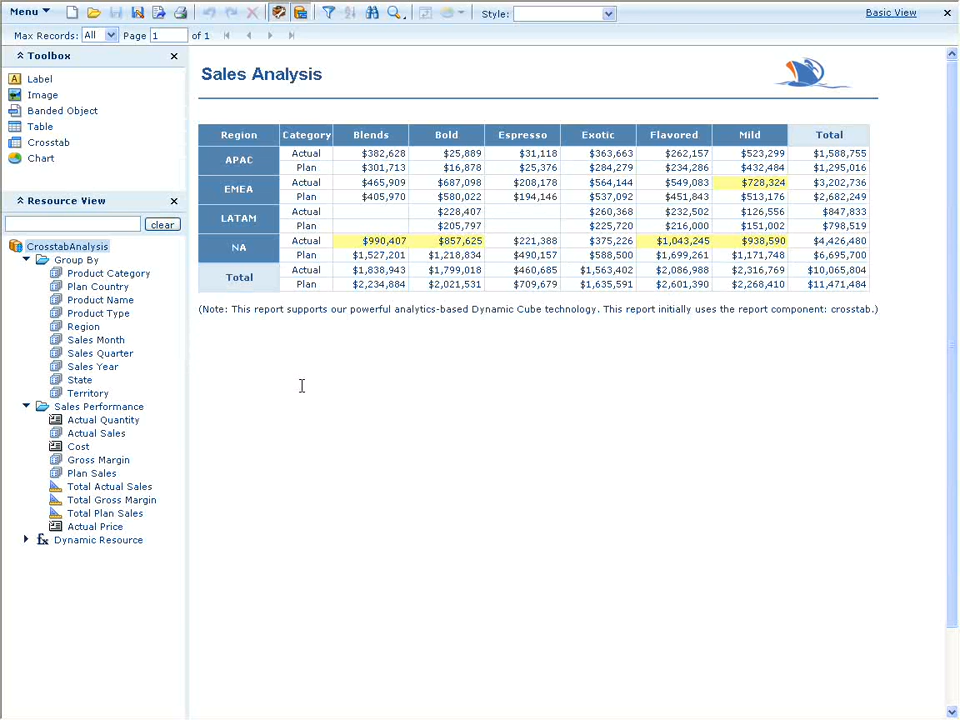 Menu
Style:
Basic View
Max Records: All Page 1 of 1
Toolbox
Label
Image
Banded Object
Table
Crosstab
Chart
Resource View
clear
CrosstabAnalysis
Group By
Product Category
Plan Country
Product Name
Product Type
Region
Sales Month
Sales Quarter
Sales Year
State
Territory
Sales Performance
Actual Quantity
Actual Sales
Cost
Gross Margin
Plan Sales
Total Actual Sales
Total Gross Margin
Total Plan Sales
Actual Price
fx Dynamic Resource
Sales Analysis
Region Category Blends Bold Espresso Exotic Flavored Mild Total
APAC
Actual $382,628 $25,889 $31,118 $363,663 $262,157 $523,299 $1,588,755
Plan $301,713 $16,878 $25,376 $284,279 $234,286 $432,484 $1,295,016
EMEA
Actual $465,909 $687,098 $208,178 $564,144 $549,083 $728,324 $3,202,736
Plan $405,970 $580,022 $194,146 $537,092 $451,843 $513,176 $2,682,249
LATAM
Actual $228,407 $260,368 $232,502 $126,556 $847,833
Plan $205,797 $225,720 $216,000 $151,002 $798,519
NA
Actual $990,407 $857,625 $221,388 $375,226 $1,043,245 $938,590 $4,426,480
Plan $1,527,201 $1,218,834 $490,157 $588,500 $1,699,261 $1,171,748 $6,695,700
Total
Actual $1,838,943 $1,799,018 $460,685 $1,563,402 $2,086,988 $2,316,769 $10,065,804
Plan $2,234,884 $2,021,531 $709,679 $1,635,591 $2,601,390 $2,268,410 $11,471,484
(Note: This report supports our powerful analytics-based Dynamic Cube technology. This report initially uses the report component: crosstab.)